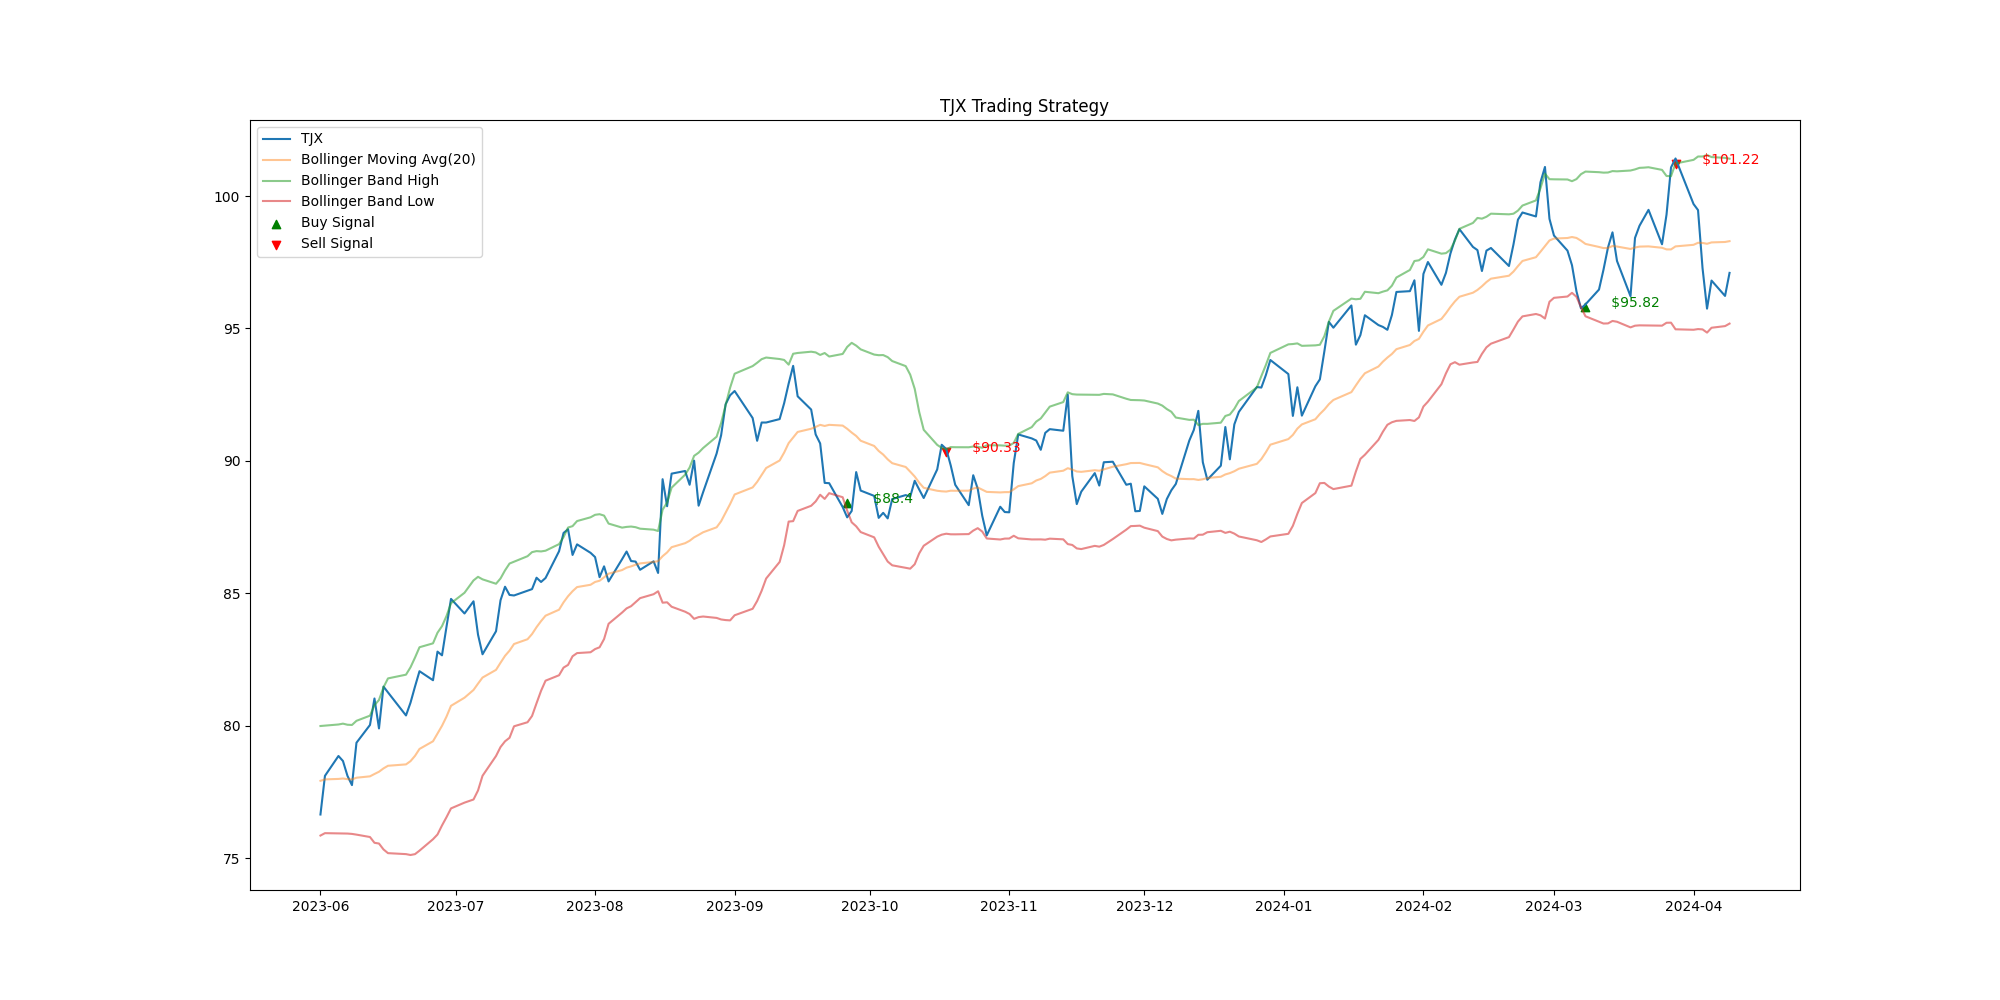 TJX Trading Strategy
TJX
Bollinger Moving Avg(20)
Bollinger Band High
Bollinger Band Low
Buy Signal
Sell Signal
$101.22
$95.82
$90.33
$88.4
100
95
90
85
80
75
2023-06 2023-07 2023-08 2023-09 2023-10 2023-11 2023-12 2024-01 2024-02 2024-03 2024-04